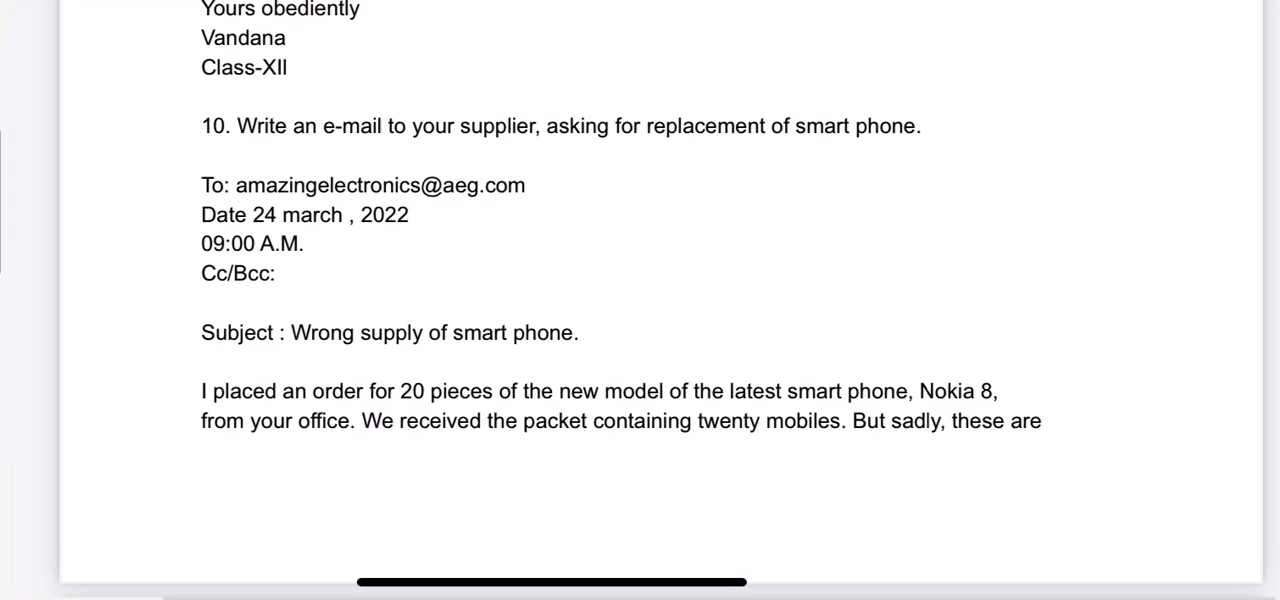 Yours obediently
Vandana
Class-XII
10. Write an e-mail to your supplier, asking for replacement of smart phone.
To: amazingelectronics@aeg.com
Date 24 march , 2022
09:00 A.M.
Cc/Bcc:
Subject : Wrong supply of smart phone.
I placed an order for 20 pieces of the new model of the latest smart phone, Nokia 8,
from your office. We received the packet containing twenty mobiles. But sadly, these are